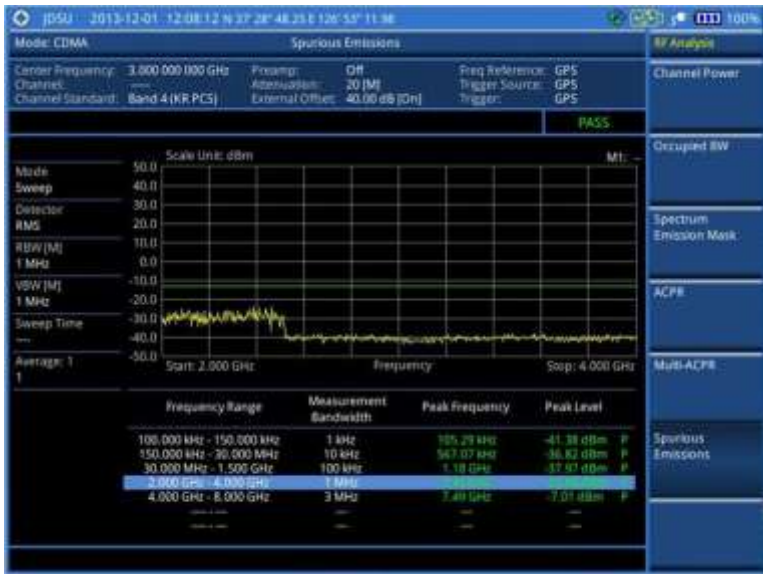 JDSU 2013-12-01 12:08:12 N 37° 28" 48.25 E 126° 53" 11.98 100%
Mode: CDMA Spurious Emissions RF Analysis
Center Frequency: 3.000 000 000 GHz Preamp: Off Freq Reference: GPS
Channel: ---- Attenuation: 20 [M] Trigger Source: GPS
Channel Standard: Band 4 (KR PCS) External Offset: 40.00 dB [On] Trigger: GPS
Channel Power
PASS
Occupied BW
Scale Unit: dBm M1: --
50.0
Mode
Sweep
40.0
30.0
Detector
RMS
20.0
Spectrum
Emission Mask
10.0
RBW [M]
1 MHz
0.0
-10.0
VBW [M]
1 MHz
ACPR
-20.0
Sweep Time
---
-30.0
-40.0
-50.0
Average: 1
1
Start: 2.000 GHz Frequency Stop: 4.000 GHz
Multi-ACPR
Frequency Range Measurement Bandwidth Peak Frequency Peak Level
100.000 kHz - 150.000 kHz 1 kHz 105.29 kHz -41.38 dBm P
150.000 kHz - 30.000 MHz 10 kHz 567.07 kHz -36.82 dBm P
30.000 MHz - 1.500 GHz 100 kHz 1.18 GHz -37.97 dBm P
2.000 GHz - 4.000 GHz 1 MHz
4.000 GHz - 8.000 GHz 3 MHz 7.49 GHz -7.01 dBm P
Spurious
Emissions